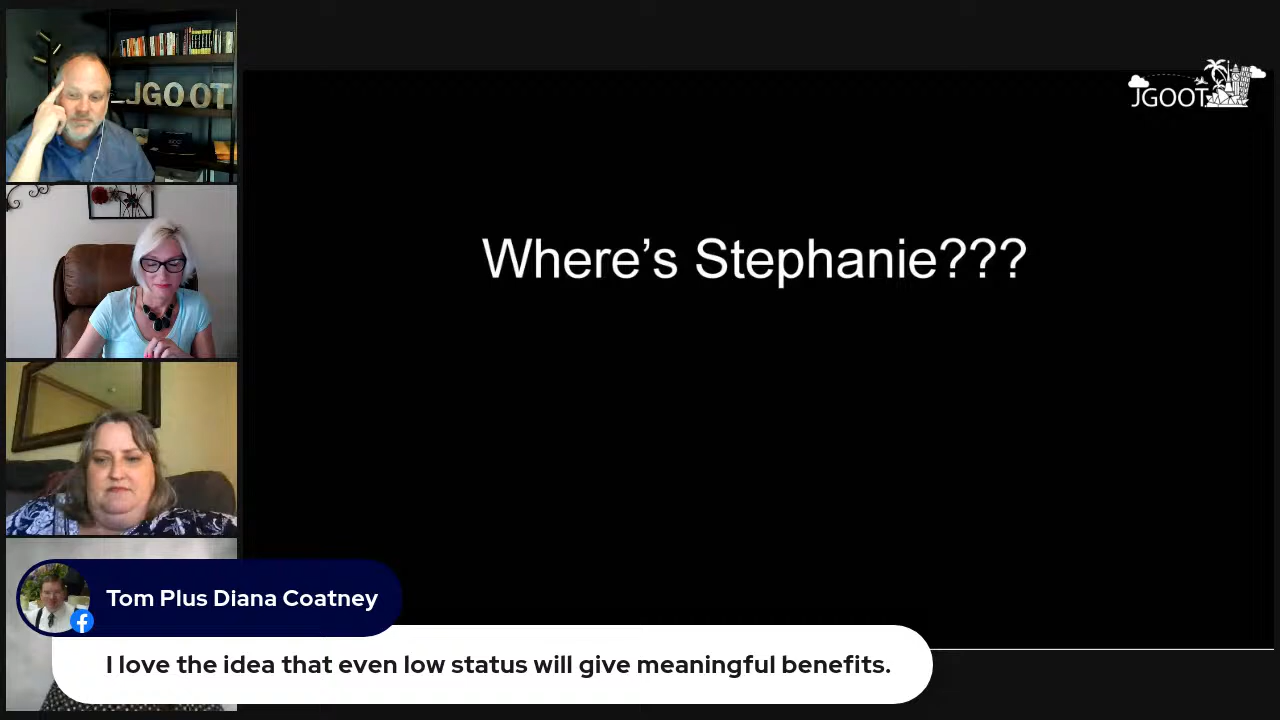 JGOOT
JGOOT
Where's Stephanie???
Tom Plus Diana Coatney
I love the idea that even low status will give meaningful benefits.